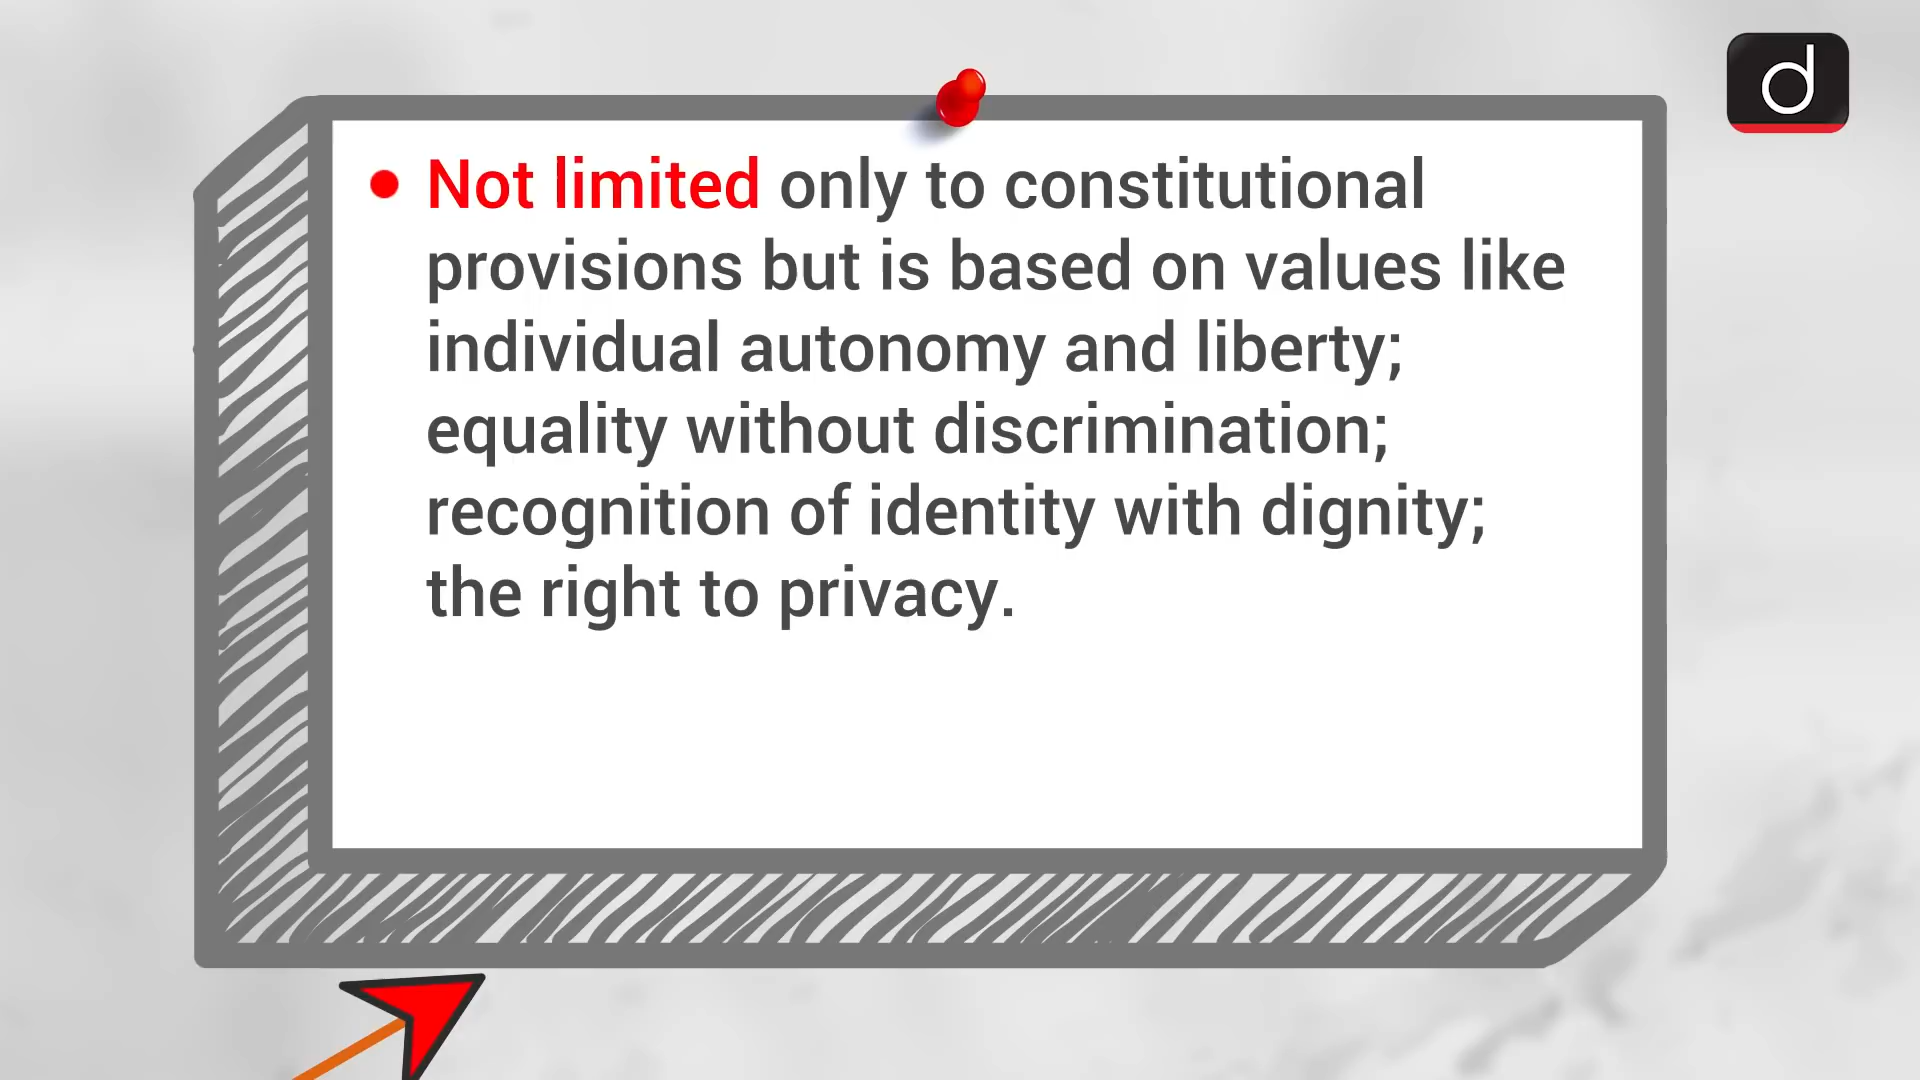 d
• Not limited only to constitutional
provisions but is based on values like
individual autonomy and liberty;
equality without discrimination;
recognition of identity with dignity;
the right to privacy.